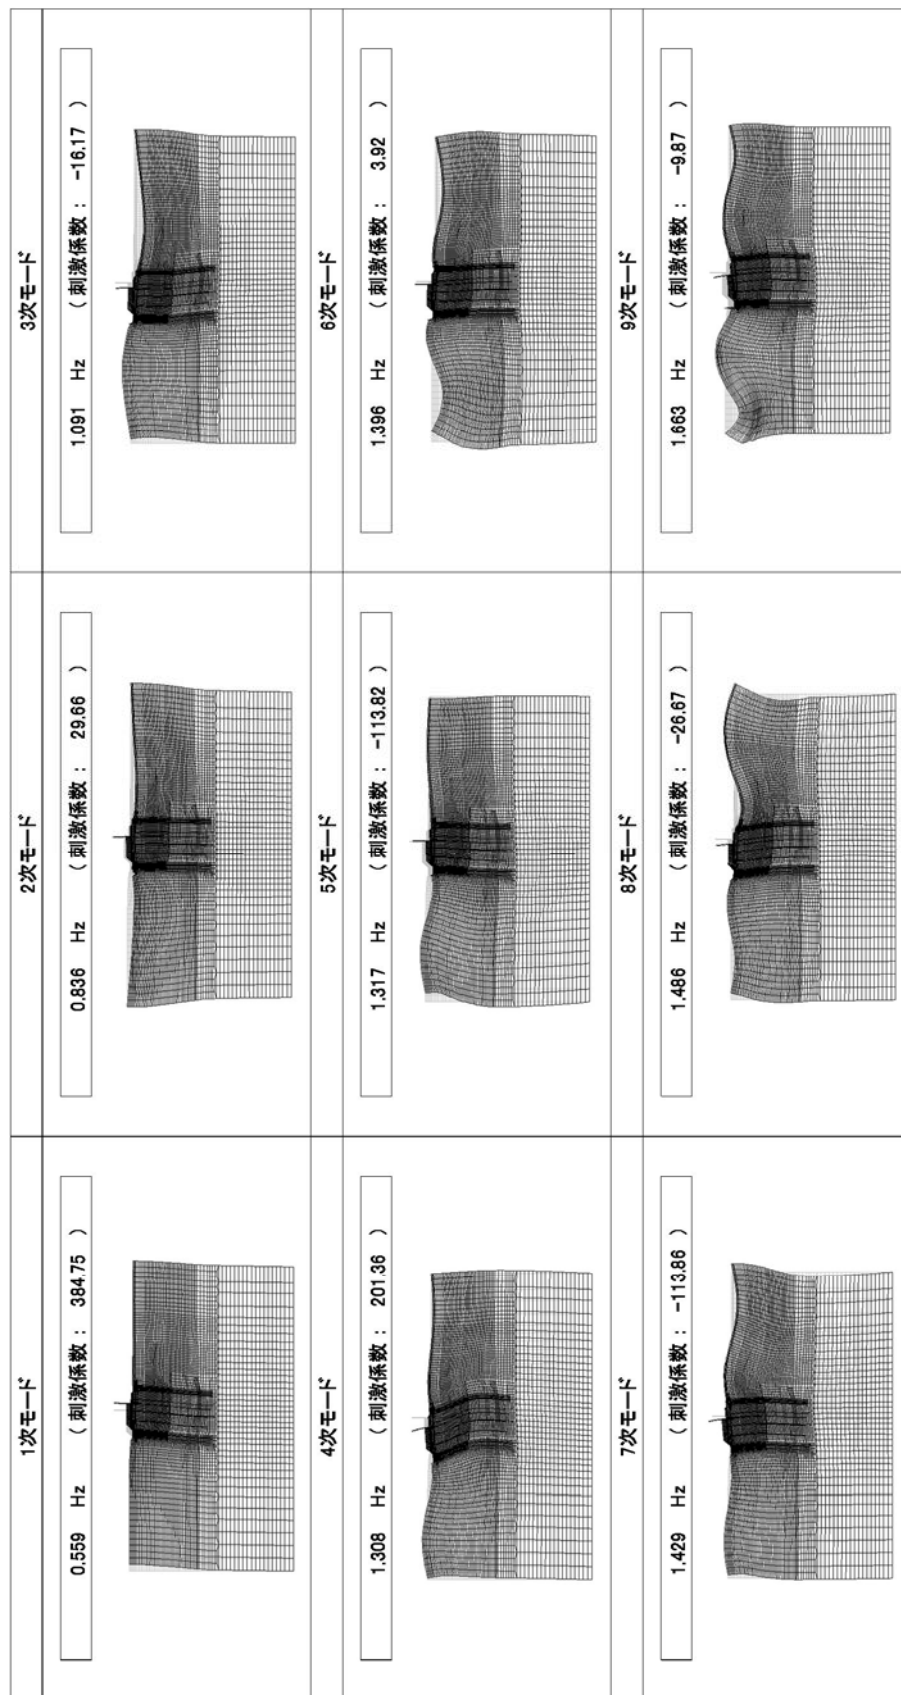 1次モード
0.559 Hz （刺激係数： 384.75 ）
2次モード
0.836 Hz （刺激係数： 29.66 ）
3次モード
1.091 Hz （刺激係数： -16.17 ）
4次モード
1.308 Hz （刺激係数： 201.36 ）
5次モード
1.317 Hz （刺激係数： -113.82 ）
6次モード
1.396 Hz （刺激係数： 3.92 ）
7次モード
1.429 Hz （刺激係数： -113.86 ）
8次モード
1.486 Hz （刺激係数： -26.67 ）
9次モード
1.663 Hz （刺激係数： -9.87 ）